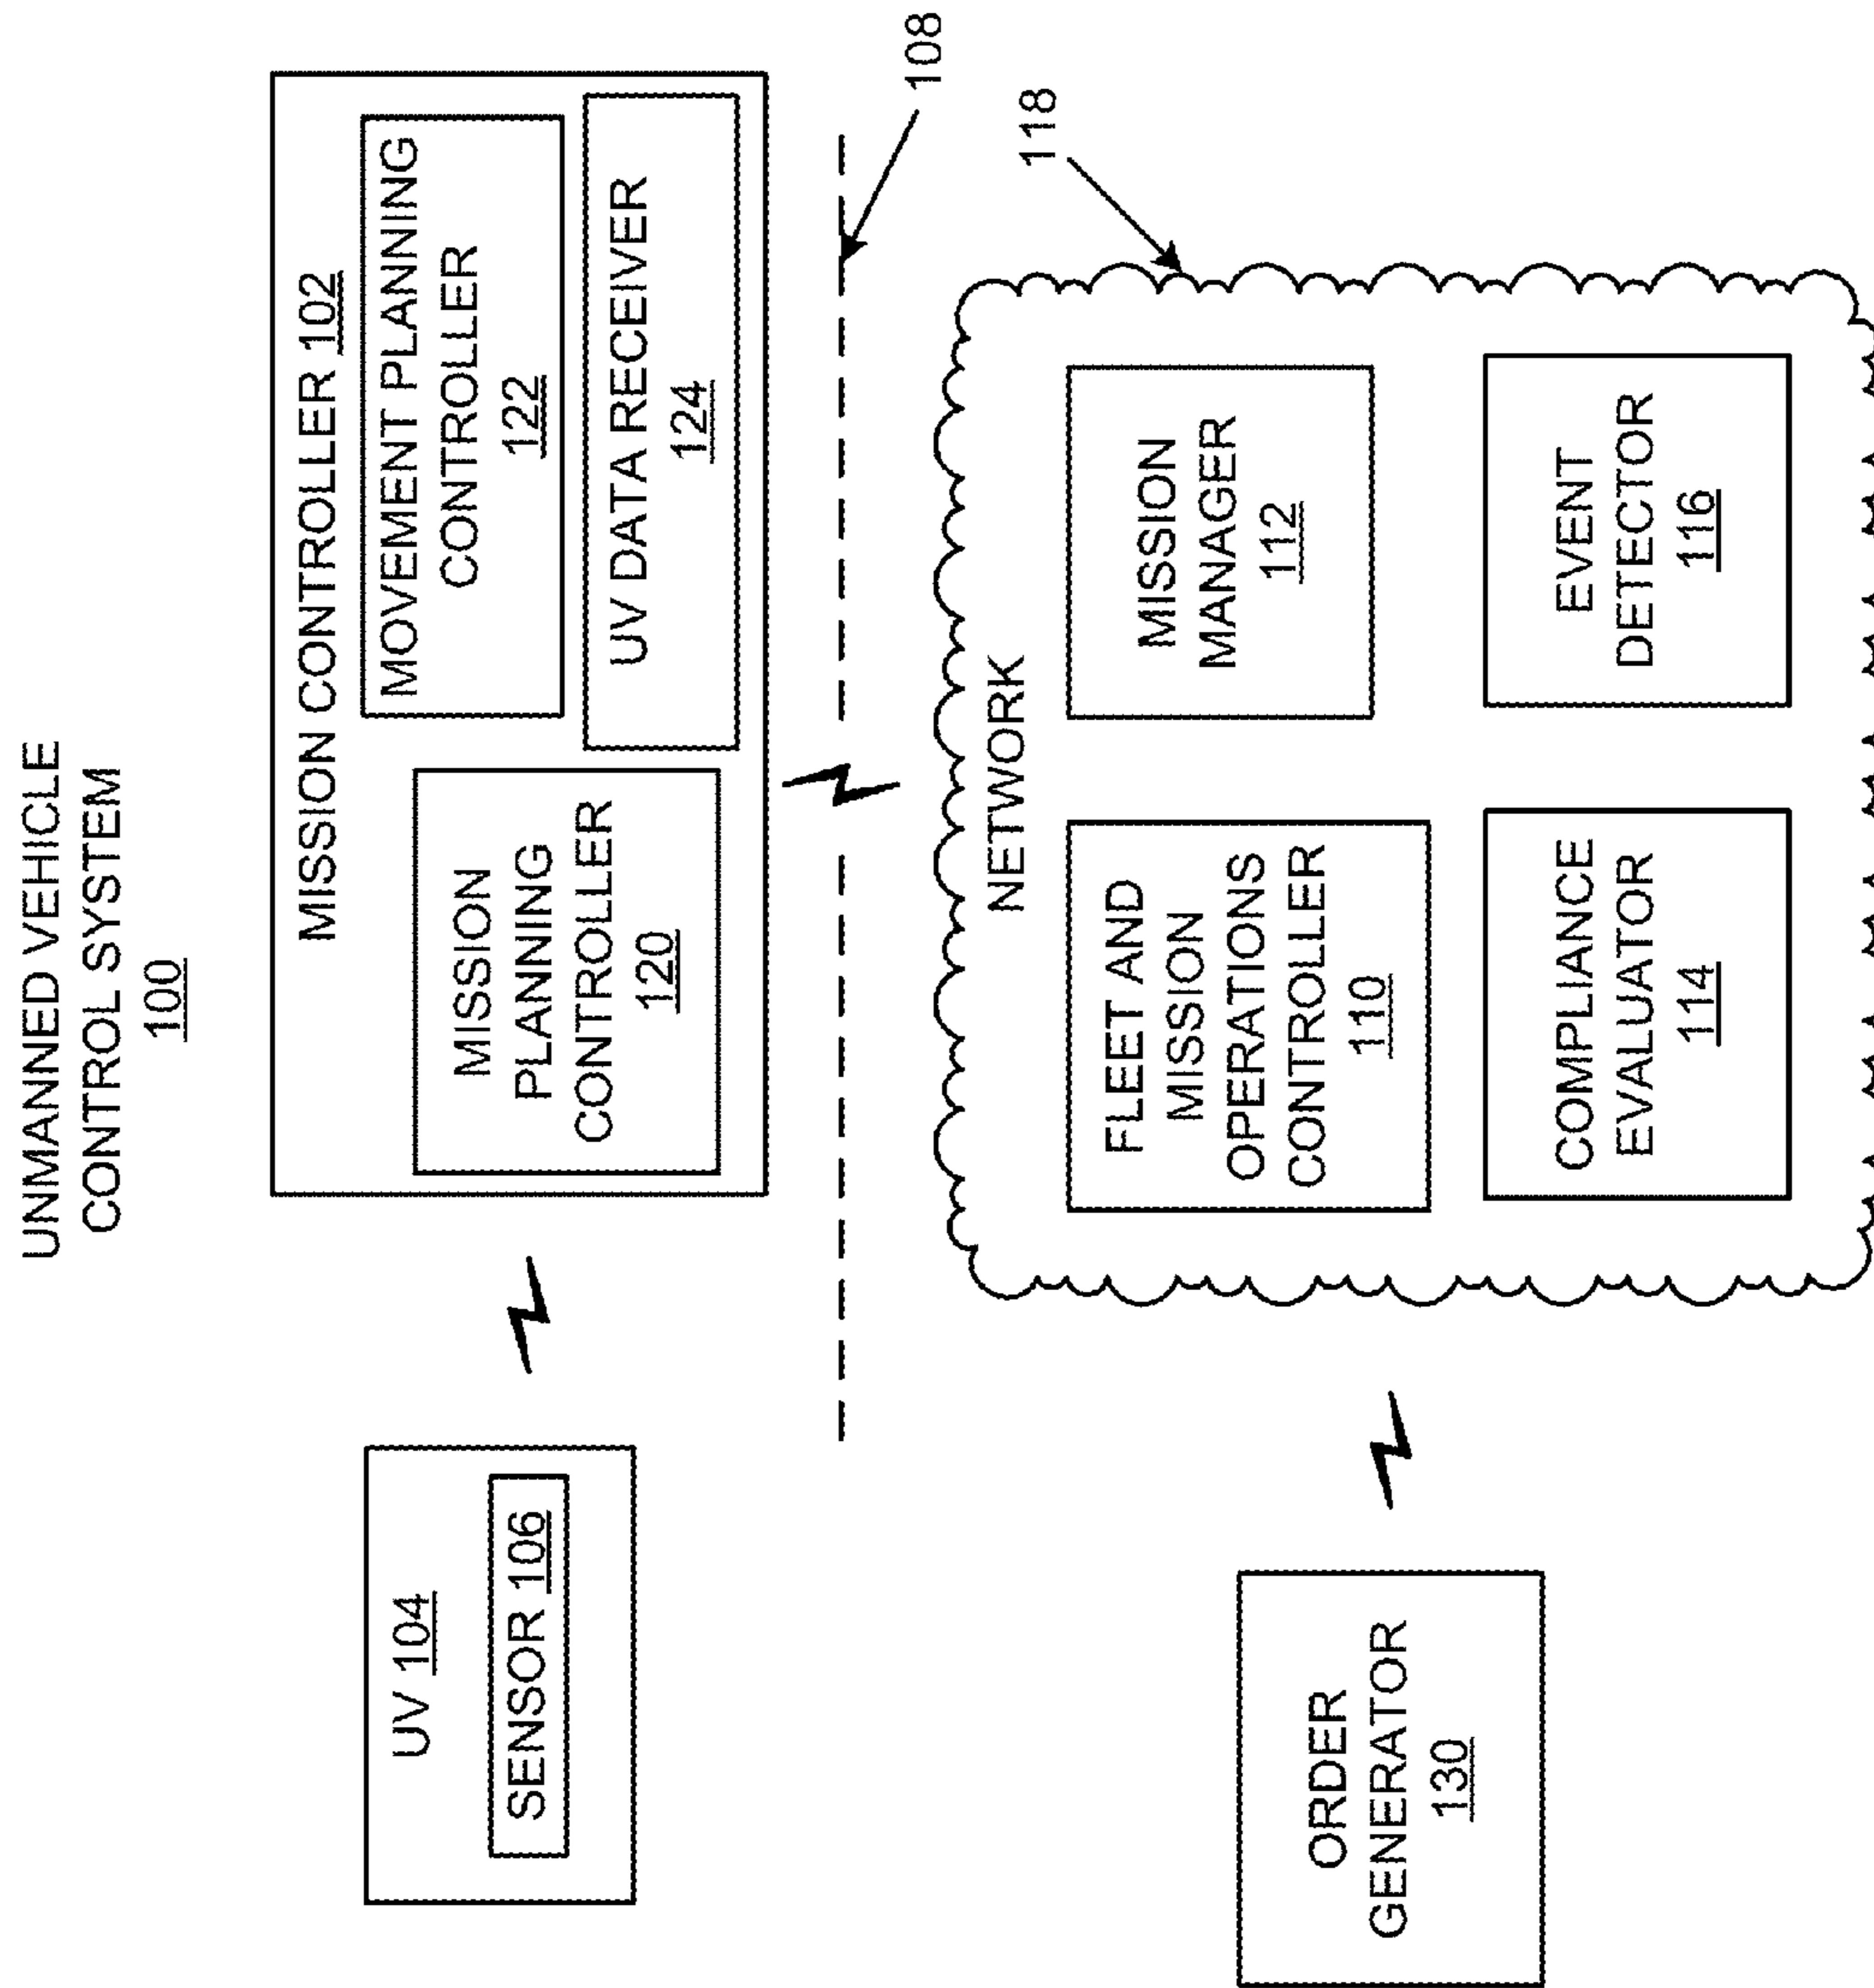 UNMANNED VEHICLE
CONTROL SYSTEM
100
UV 104
SENSOR 106
MISSION CONTROLLER 102
MISSION
PLANNING
CONTROLLER
120
MOVEMENT PLANNING
CONTROLLER
122
UV DATA RECEIVER
124
108
118
NETWORK
FLEET AND
MISSION
OPERATIONS
CONTROLLER
110
MISSION
MANAGER
112
COMPLIANCE
EVALUATOR
114
EVENT
DETECTOR
116
ORDER
GENERATOR
130